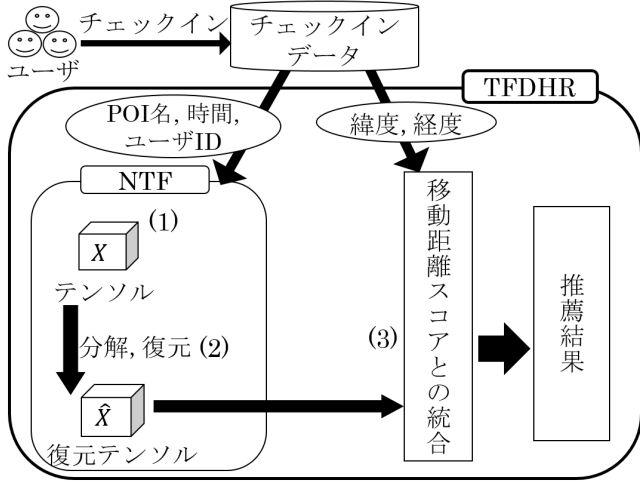 チェックイン
ユーザ
チェックイン
データ
TFDHR
POI名, 時間,
ユーザID
緯度, 経度
NTF
(1)
X
テンソル
分解, 復元 (2)
X̂
復元テンソル
(3)
移動距離スコアとの統合
推薦結果